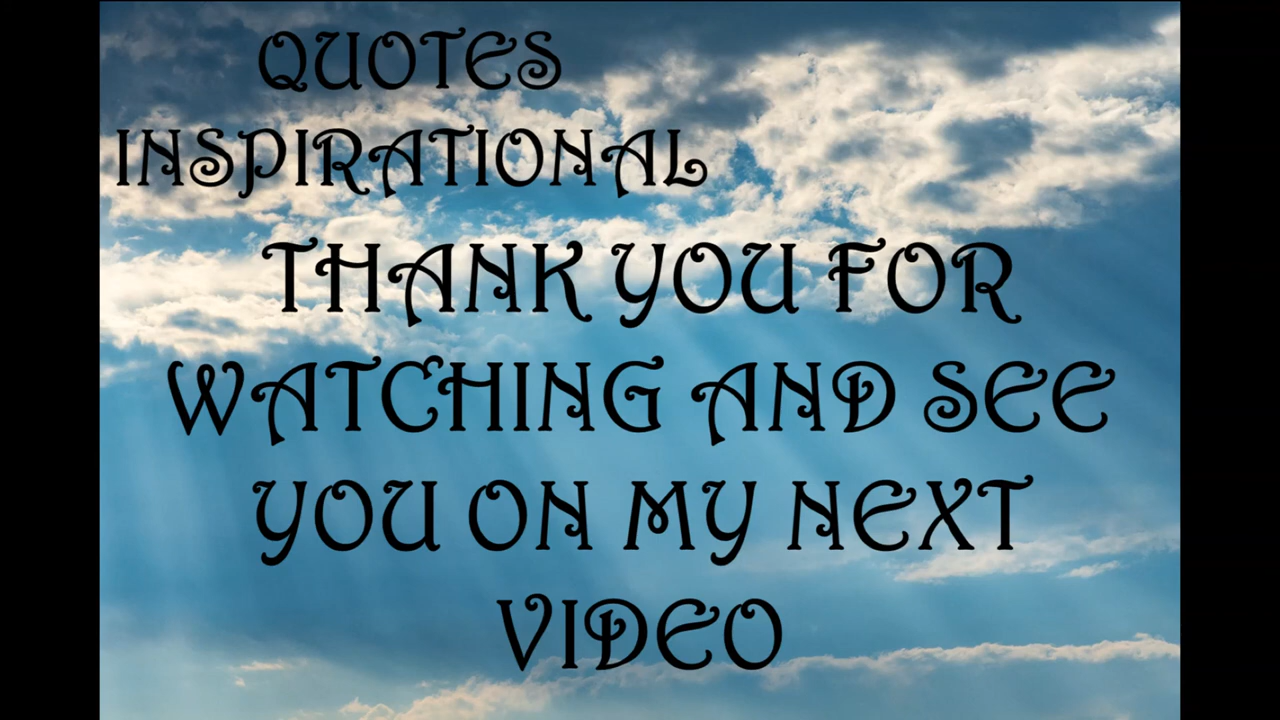 QUOTES
INSPIRATIONAL
THANK YOU FOR
WATCHING AND SEE
YOU ON MY NEXT
VIDEO